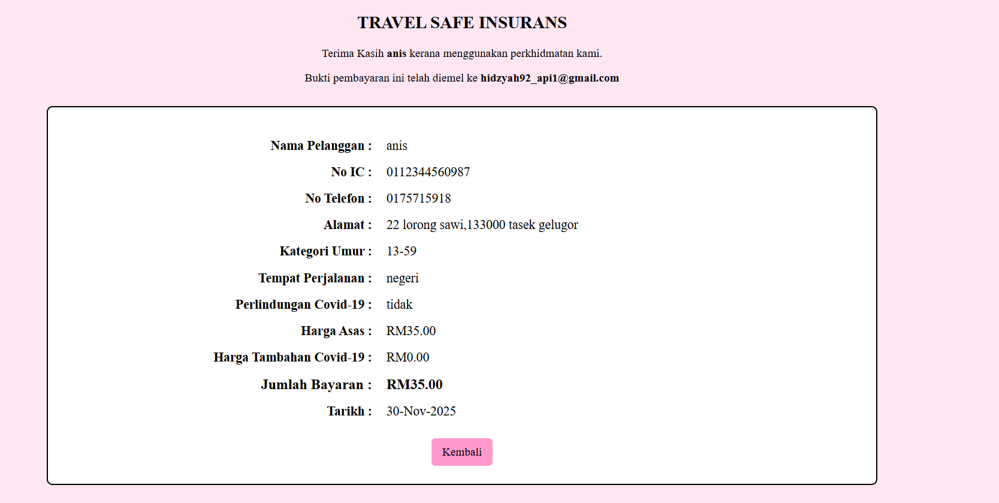 TRAVEL SAFE INSURANS
Terima Kasih anis kerana menggunakan perkhidmatan kami.
Bukti pembayaran ini telah diemel ke hidzyah92_api1@gmail.com
Nama Pelanggan : anis
No IC : 0112344560987
No Telefon : 0175715918
Alamat : 22 lorong sawi,133000 tasek gelugor
Kategori Umur : 13-59
Tempat Perjalanan : negeri
Perlindungan Covid-19 : tidak
Harga Asas : RM35.00
Harga Tambahan Covid-19 : RM0.00
Jumlah Bayaran : RM35.00
Tarikh : 30-Nov-2025
Kembali